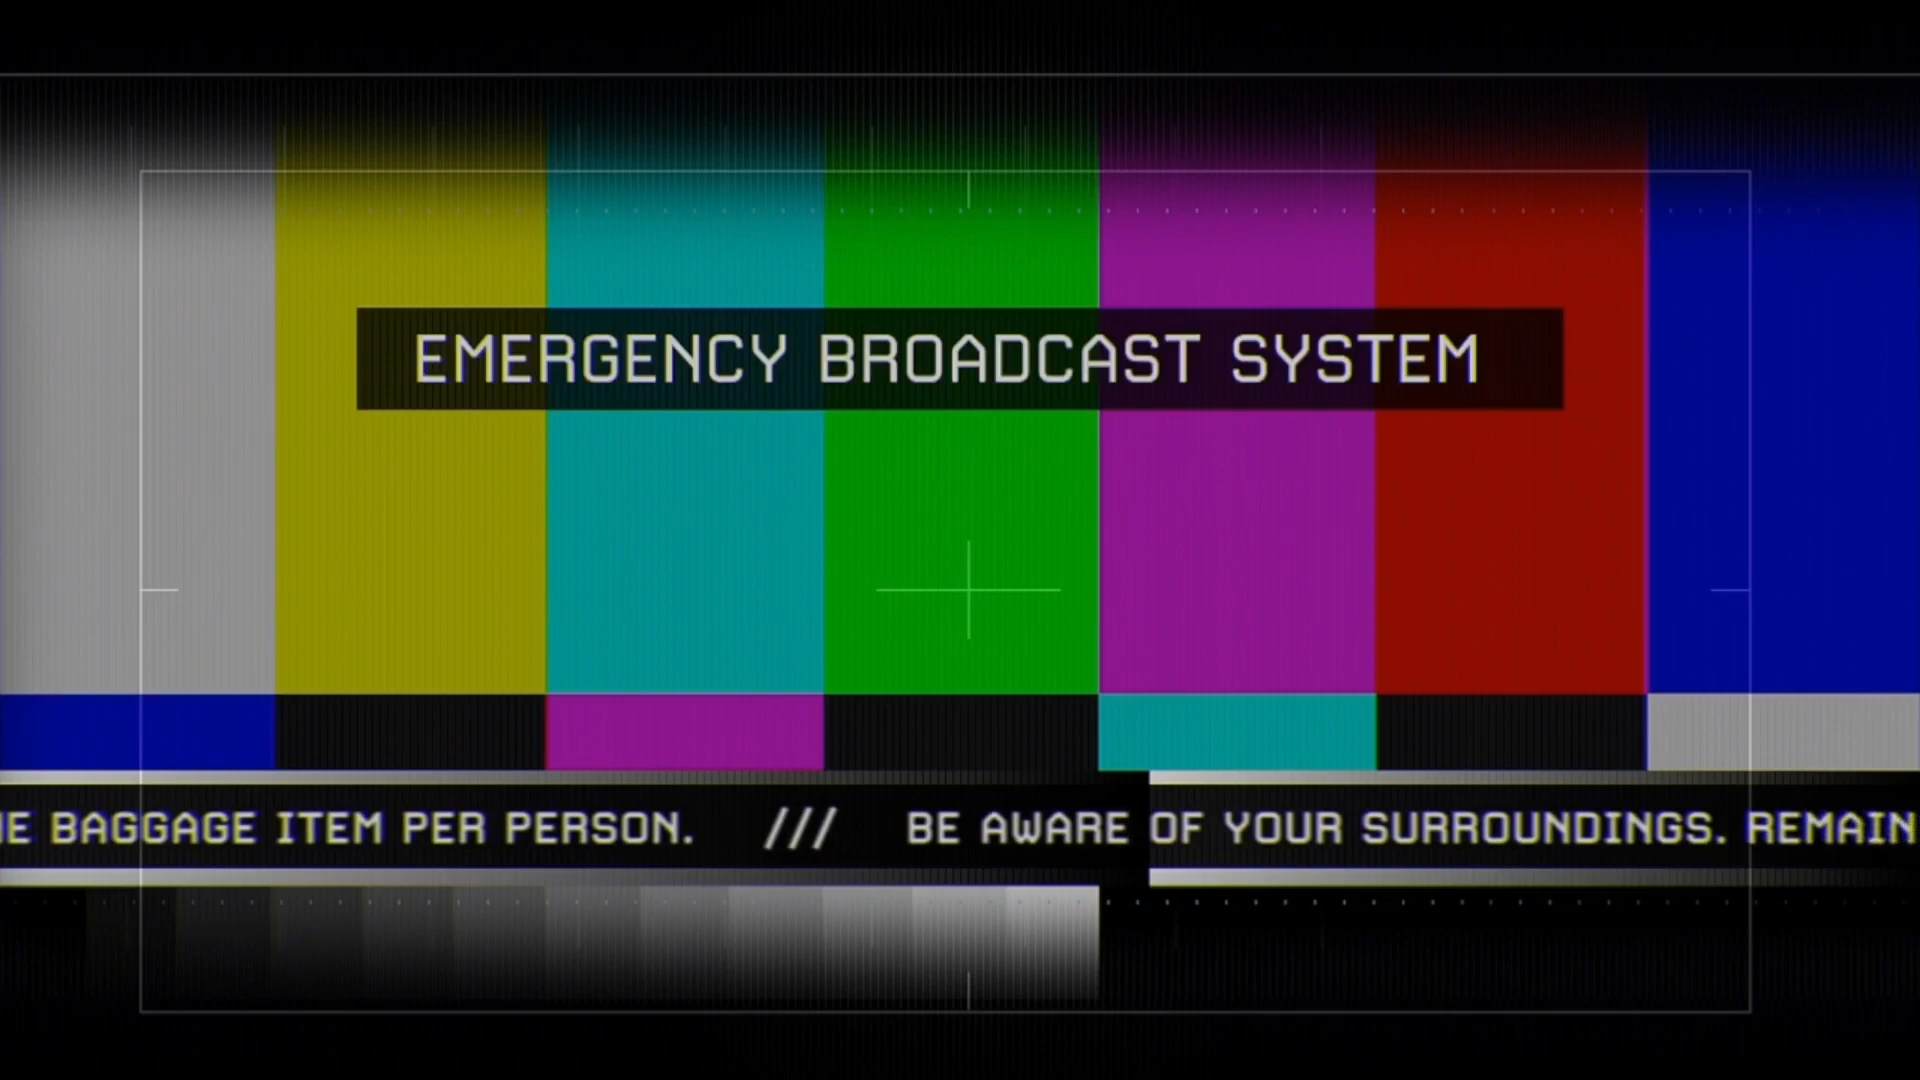 EMERGENCY BROADCAST SYSTEM
BAGGAGE ITEM PER PERSON. /// BE AWARE OF YOUR SURROUNDINGS. REMAIN